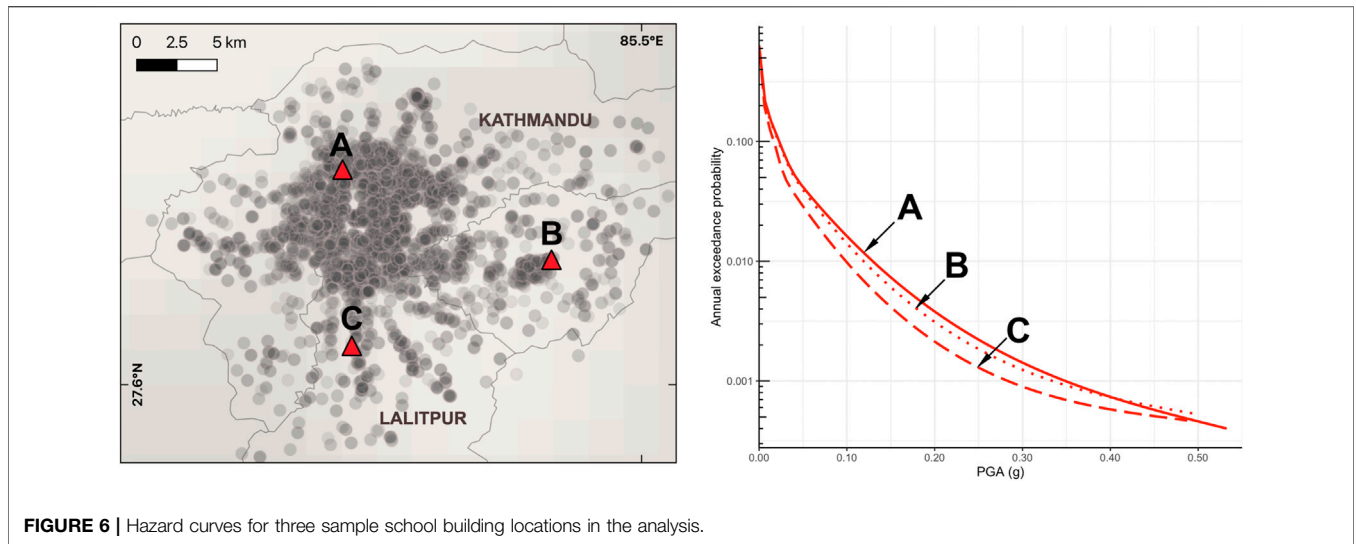 0 2.5 5 km
85.5°E
KATHMANDU
A
B
C
27.6°N
LALITPUR
Annual exceedance probability
0.100
0.010
0.001
A
B
C
0.00 0.10 0.20 0.30 0.40 0.50
PGA (g)
FIGURE 6 | Hazard curves for three sample school building locations in the analysis.